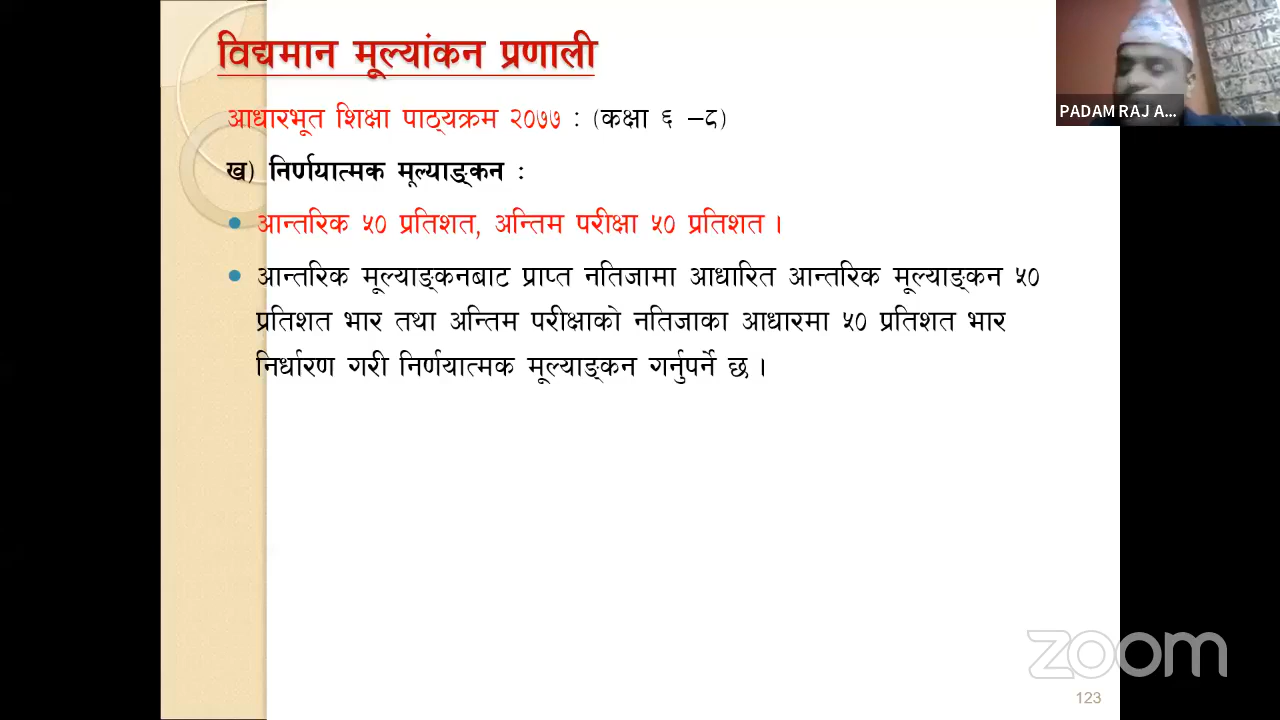 विद्यमान मूल्यांकन प्रणाली
आधारभूत शिक्षा पाठ्यक्रम २०७७ : (कक्षा ६ –८)
ख) निर्णयात्मक मूल्याङ्कन :
• आन्तरिक ५० प्रतिशत, अन्तिम परीक्षा ५० प्रतिशत ।
• आन्तरिक मूल्याङ्कनबाट प्राप्त नतिजामा आधारित आन्तरिक मूल्याङ्कन ५०
प्रतिशत भार तथा अन्तिम परीक्षाको नतिजाका आधारमा ५० प्रतिशत भार
निर्धारण गरी निर्णयात्मक मूल्याङ्कन गर्नुपर्ने छ ।
PADAM RAJ A...
zoom
123